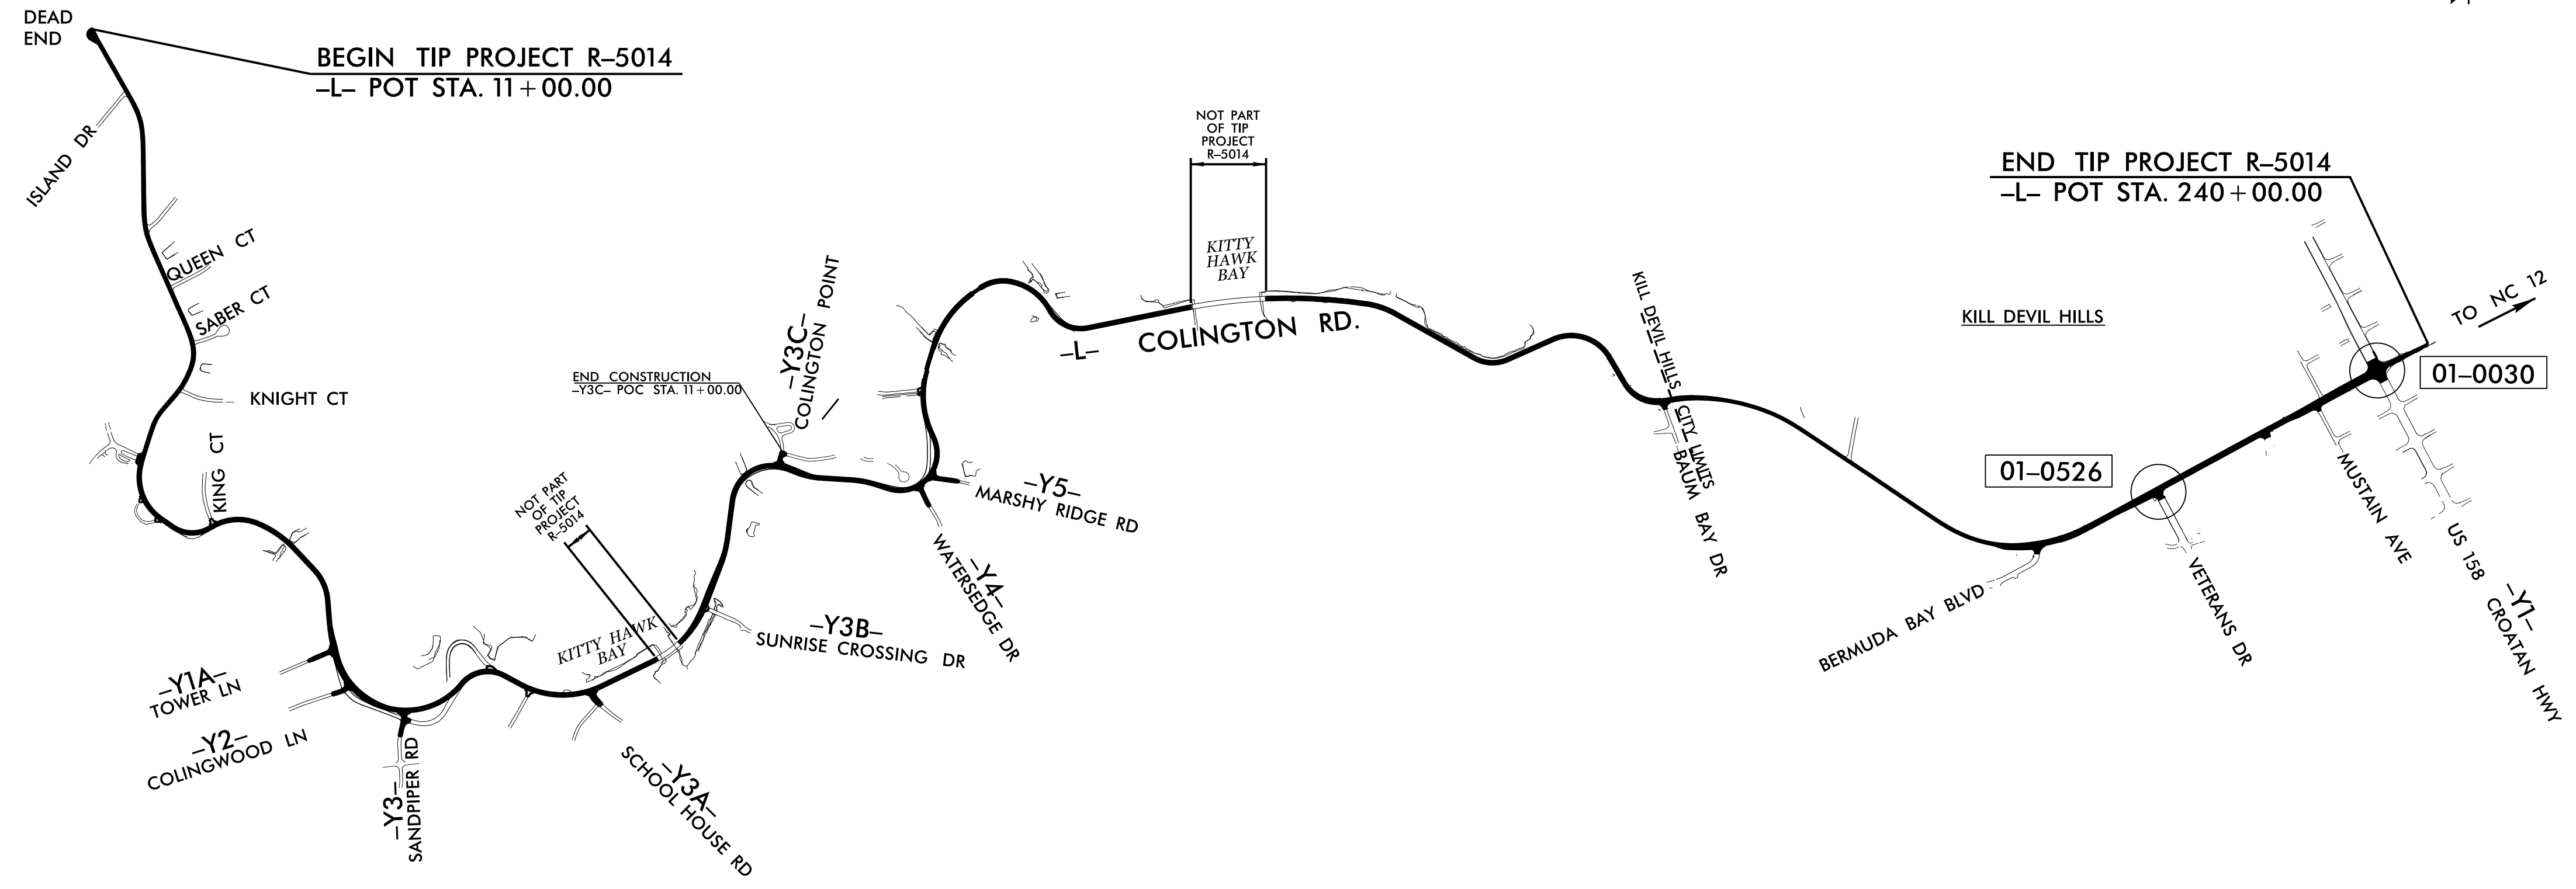 DEAD
END
BEGIN TIP PROJECT R–5014
–L– POT STA. 11+00.00
ISLAND DR
QUEEN CT
SABER CT
KNIGHT CT
KING CT
–Y1A–
TOWER LN
–Y2–
COLINGWOOD LN
–Y3–
SANDPIPER RD
NOT PART
OF TIP
PROJECT
R–5014
KITTY HAWK
BAY
–Y3A–
SCHOOL HOUSE RD
–Y3B–
SUNRISE CROSSING DR
END CONSTRUCTION
–Y3C– POC STA. 11+00.00
–Y3C–
COLINGTON POINT
–Y4–
WATERSEDGE DR
–Y5–
MARSHY RIDGE RD
NOT PART
OF TIP
PROJECT
R–5014
KITTY
HAWK
BAY
–L– COLINGTON RD.
KILL DEVIL HILLS CITY LIMITS
BAUM BAY DR
KILL DEVIL HILLS
END TIP PROJECT R–5014
–L– POT STA. 240+00.00
TO NC 12
01–0030
01–0526
BERMUDA BAY BLVD
VETERANS DR
MUSTAIN AVE
–Y1–
US 158 CROATAN HWY